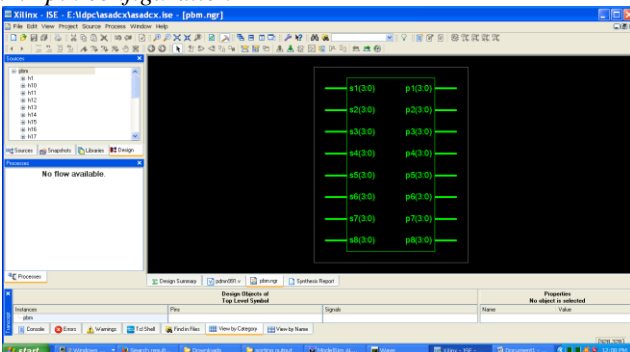 Xilinx - ISE - E:\ldpc\asadcx\asadcx.ise - [pbm.ngr]
File Edit View Project Source Process Window Help
Sources
pbm
h1
h10
h11
h12
h13
h14
h15
h16
h17
Sources Snapshots Libraries Design
Processes
No flow available.
Processes
s1(3:0) p1(3:0)
s2(3:0) p2(3:0)
s3(3:0) p3(3:0)
s4(3:0) p4(3:0)
s5(3:0) p5(3:0)
s6(3:0) p6(3:0)
s7(3:0) p7(3:0)
s8(3:0) p8(3:0)
Design Summary pbm.ngr Synthesis Report
Design Objects of
Top Level Symbol
Properties
No object is selected
Instances Pins Signals Name Value
pbm
Transcript
Console Errors Warnings Tcl Shell Find in Files View by Category View by Name
start Search result... Downloads sorting output Wave Xilinx - ISE - Document1 -